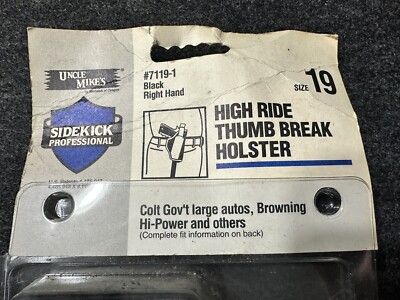 UNCLE
MIKE'S
#7119-1
Black
Right Hand
SIZE 19
SIDEKICK
PROFESSIONAL
HIGH RIDE
THUMB BREAK
HOLSTER
Colt Gov't large autos, Browning
Hi-Power and others
(Complete fit information on back)